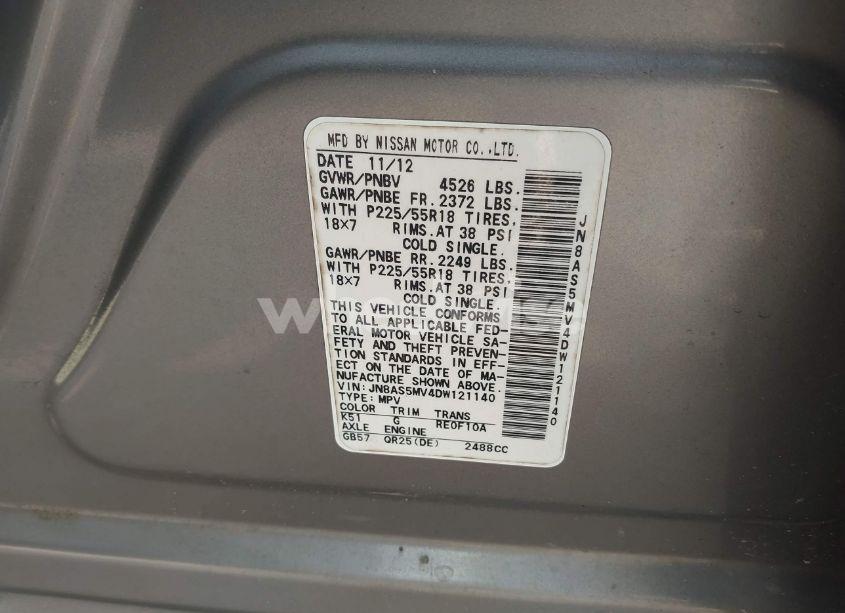 MFD BY NISSAN MOTOR CO.,LTD.
DATE 11/12
GVWR/PNBV 4526 LBS.
GAWR/PNBE FR. 2372 LBS.
WITH P225/55R18 TIRES,
18×7 RIMS.AT 38 PSI
COLD SINGLE.
GAWR/PNBE RR. 2249 LBS.
WITH P225/55R18 TIRES,
18×7 RIMS.AT 38 PSI
COLD SINGLE.
THIS VEHICLE CONFORMS
TO ALL APPLICABLE FED-
ERAL MOTOR VEHICLE SA-
FETY AND THEFT PREVEN-
TION STANDARDS IN EFF-
ECT ON THE DATE OF MA-
NUFACTURE SHOWN ABOVE.
VIN: JN8AS5MV4DW121140
TYPE: MPV
COLOR TRIM TRANS
K51 G RE0F10A
AXLE ENGINE
GB57 QR25(DE) 2488CC
JN8AS5MV4DW121140